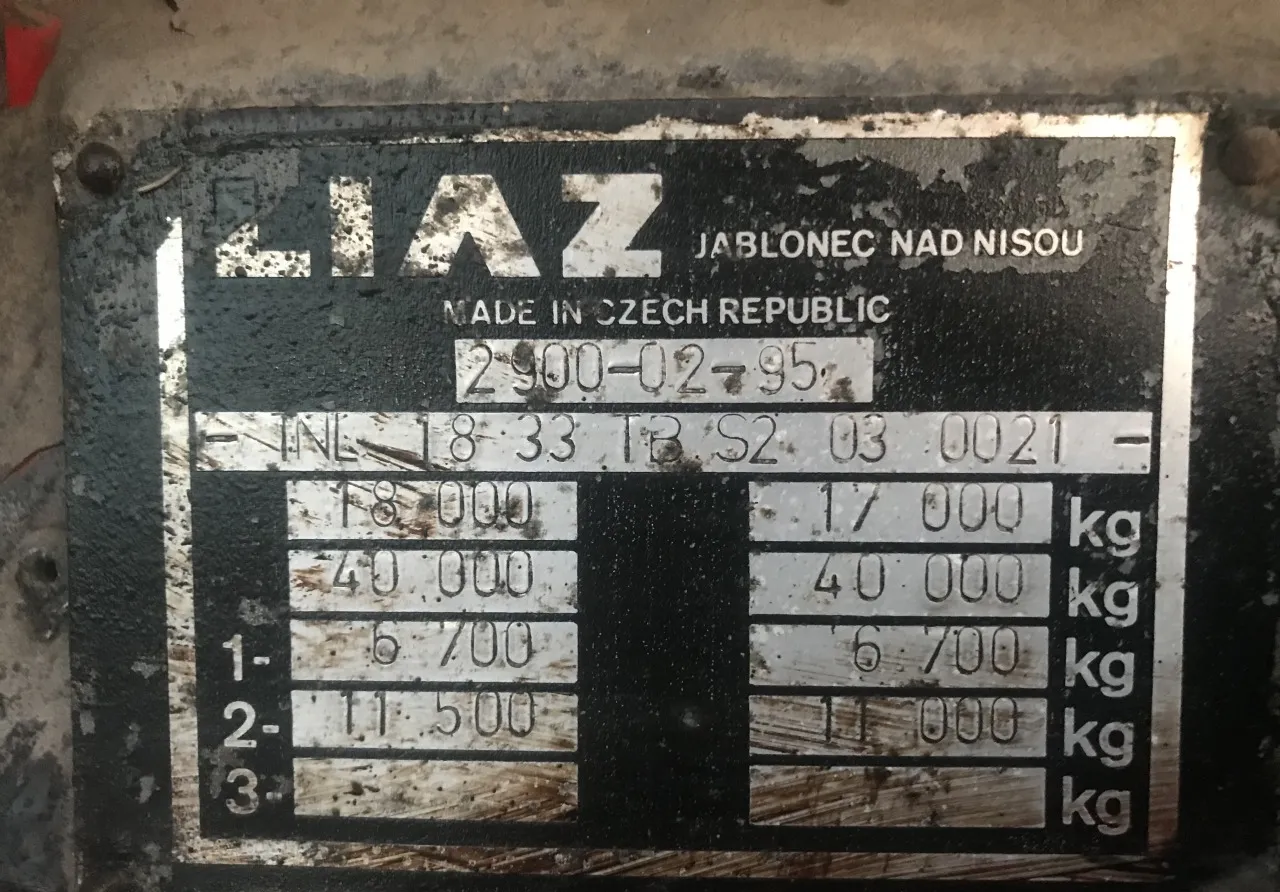 LIAZ JABLONEC NAD NISOU
MADE IN CZECH REPUBLIC
2900-02-95
- TNL 18 33 TB S2 03 0021 -
18 000 17 000 kg
40 000 40 000 kg
1- 6 700 6 700 kg
2- 11 500 11 000 kg
3- kg